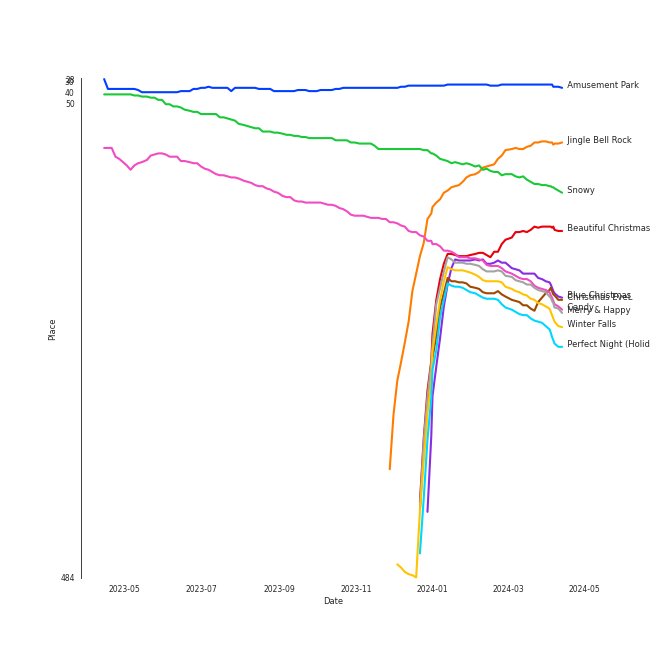 28
30
40
50
484
Place
2023-05
2023-07
2023-09
2023-11
2024-01
2024-03
2024-05
Date
Amusement Park
Jingle Bell Rock
Snowy
Beautiful Christmas
Blue Christmas
Christmas EveL
Candy
Merry & Happy
Winter Falls
Perfect Night (Holid